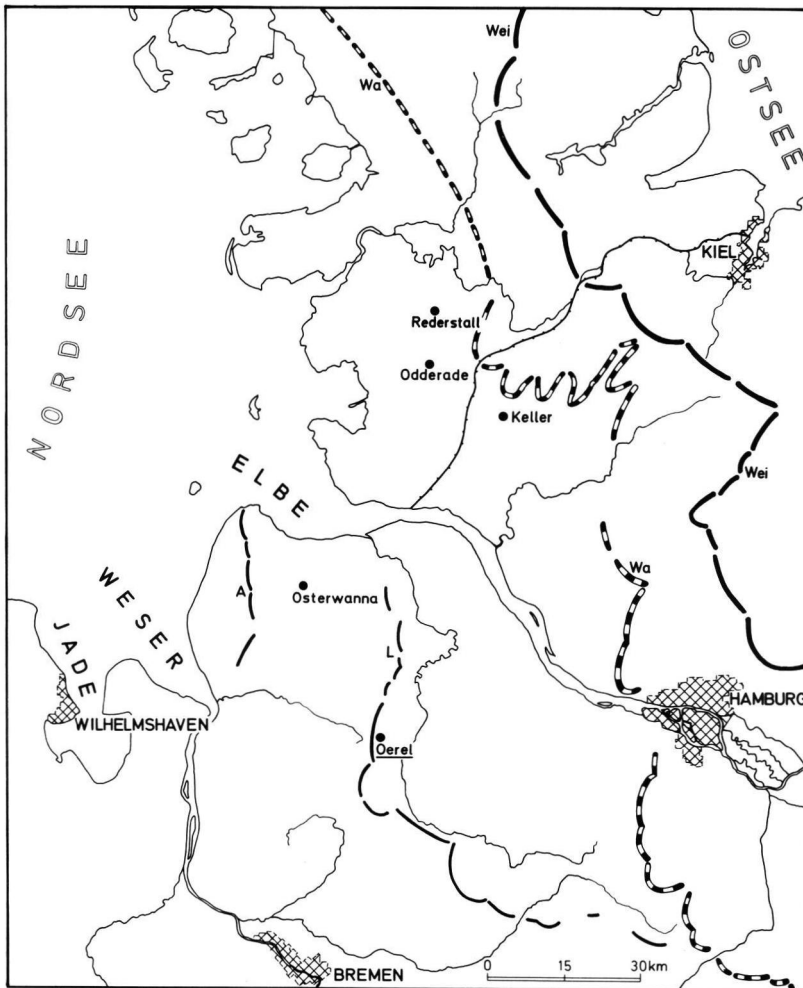 Wei
OSTSEE
Wa
KIEL
NORDSEE
Rederstall
Odderade
Keller
ELBE
Wei
WESER
JADE
A
Osterwanna
Wa
L
HAMBURG
WILHELMSHAVEN
Oerel
0 15 30km
BREMEN